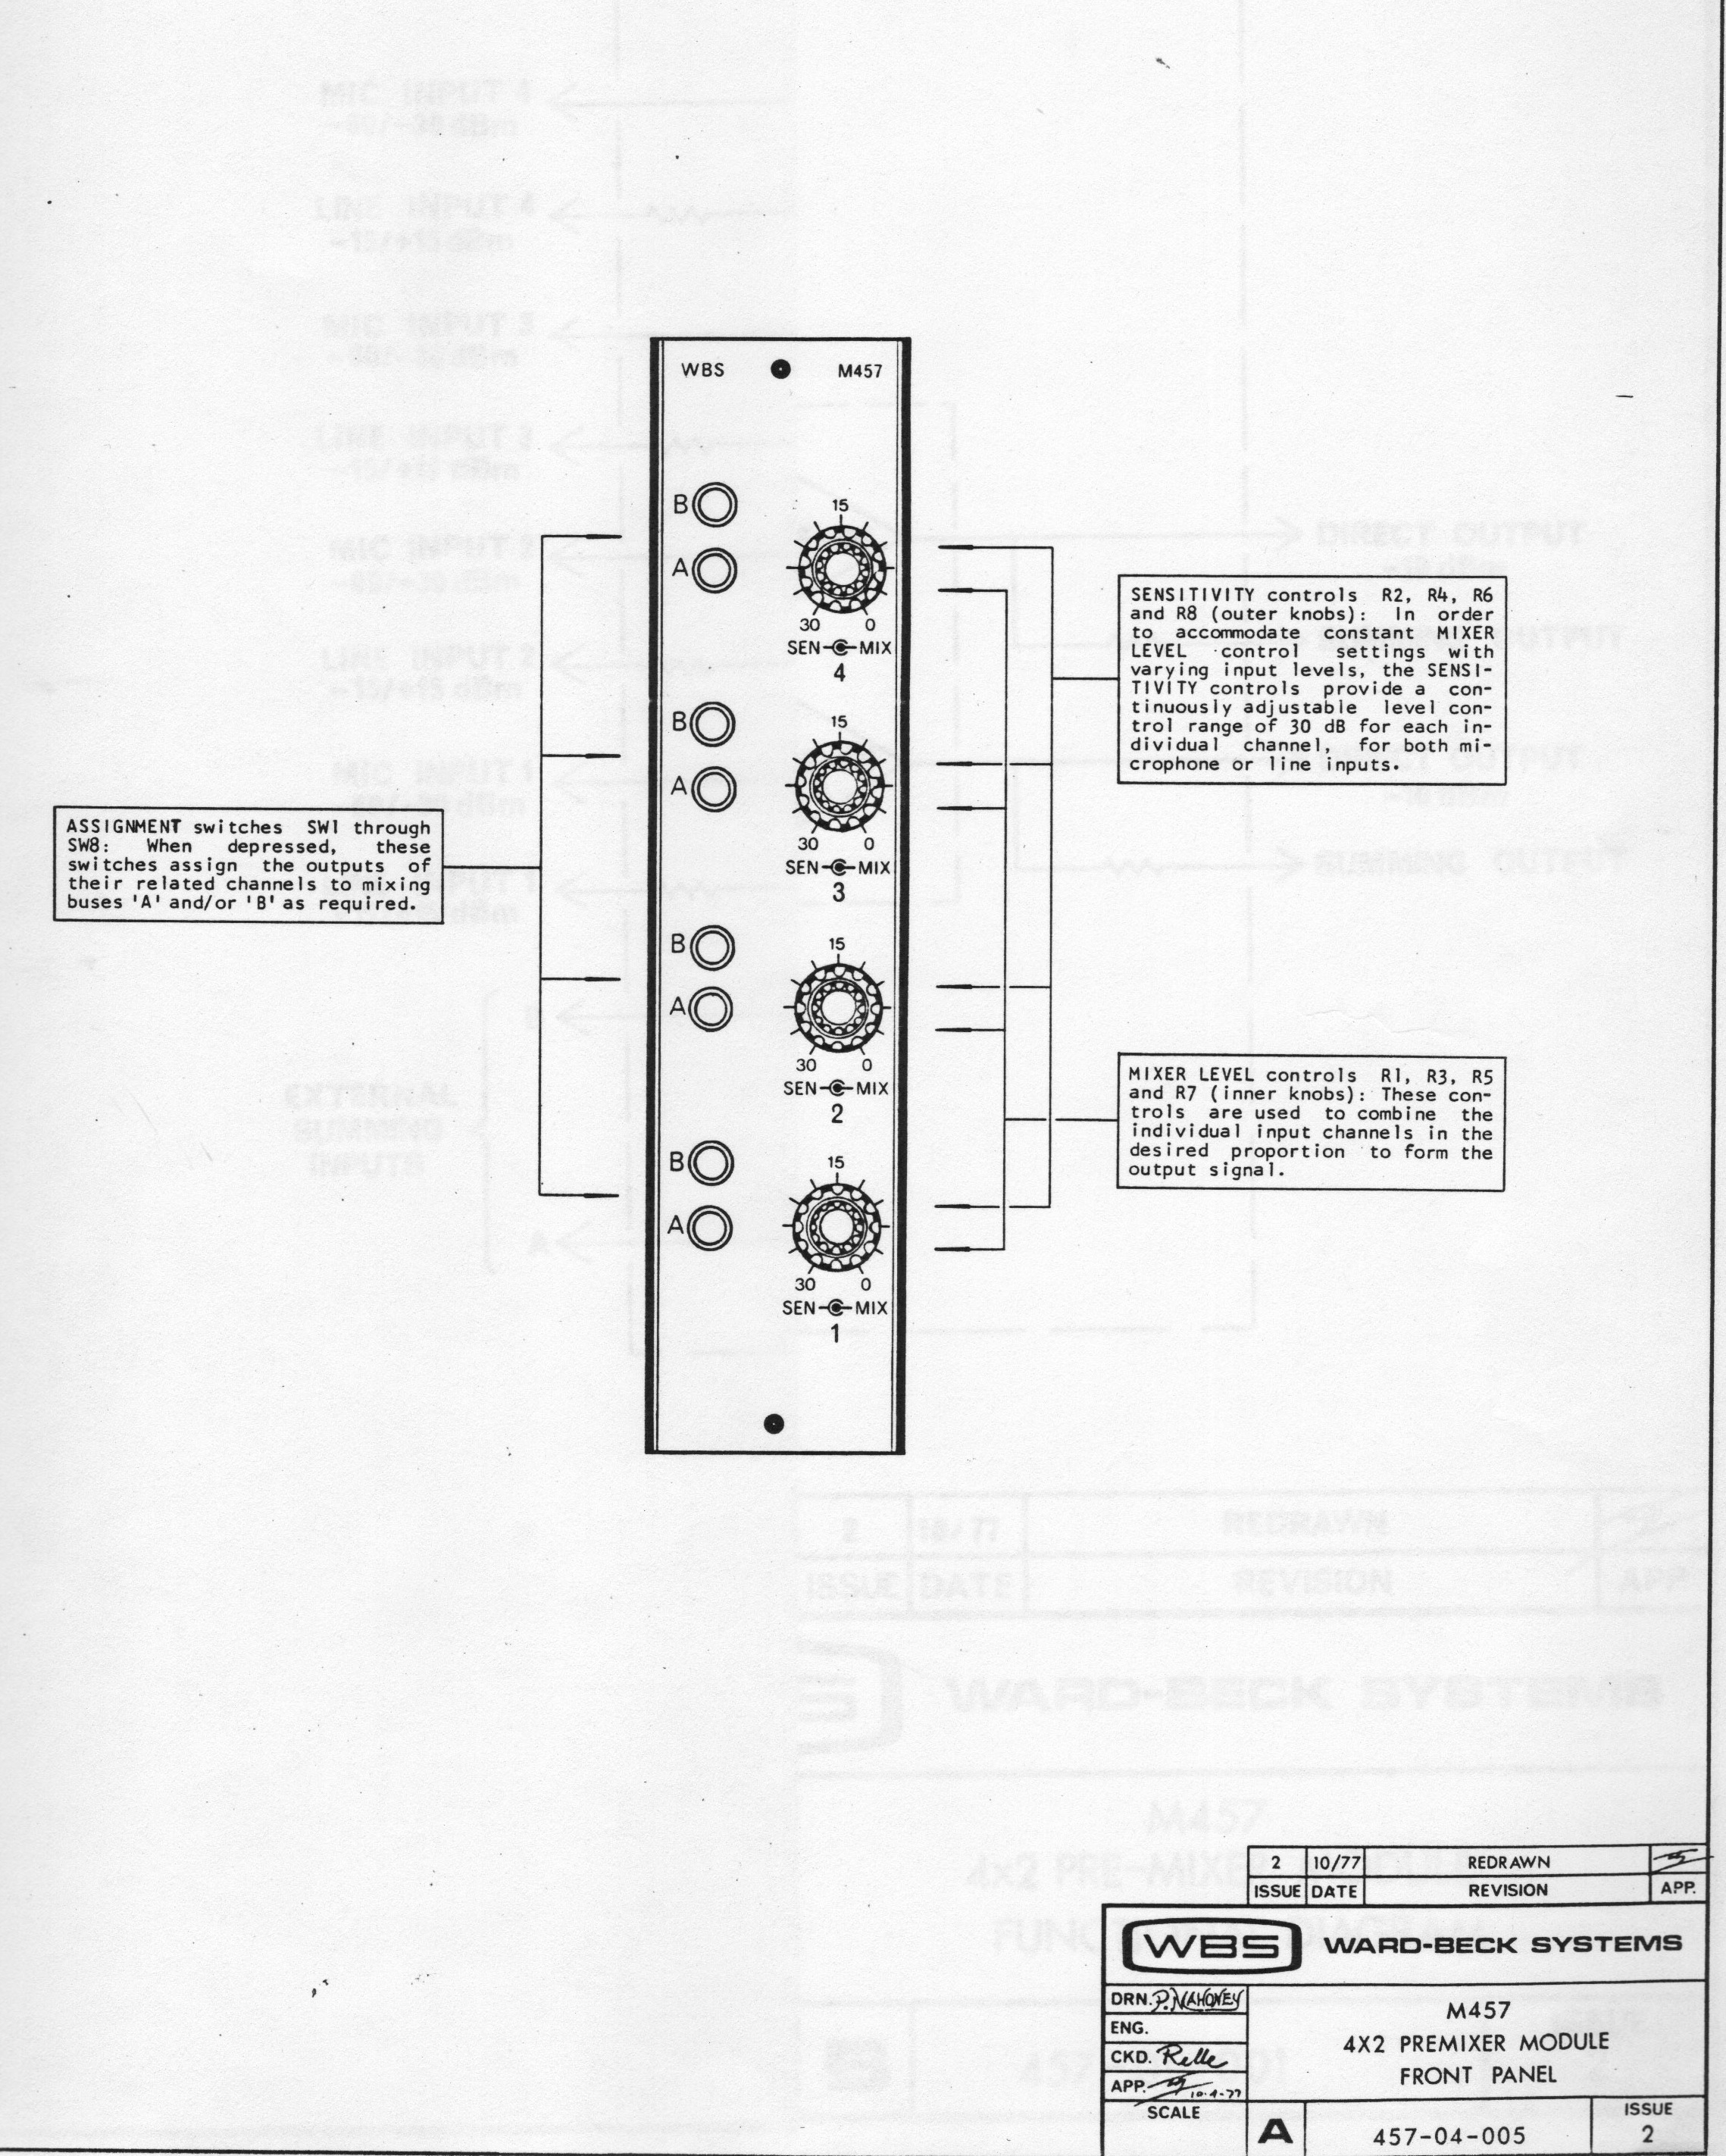 WBS M457
B
15
A
30 0
SEN MIX
4
B
15
A
30 0
SEN MIX
3
B
15
A
30 0
SEN MIX
2
B
15
A
30 0
SEN MIX
1
ASSIGNMENT switches SW1 through
SW8: When depressed, these
switches assign the outputs of
their related channels to mixing
buses 'A' and/or 'B' as required.
SENSITIVITY controls R2, R4, R6
and R8 (outer knobs): In order
to accommodate constant MIXER
LEVEL control settings with
varying input levels, the SENSI-
TIVITY controls provide a con-
tinuously adjustable level con-
trol range of 30 dB for each in-
dividual channel, for both mi-
crophone or line inputs.
MIXER LEVEL controls R1, R3, R5
and R7 (inner knobs): These con-
trols are used to combine the
individual input channels in the
desired proportion to form the
output signal.
2 10/77 REDRAWN
ISSUE DATE REVISION APP.
WBS WARD-BECK SYSTEMS
DRN. P. MAHONEY
ENG.
CKD. Relle
APP. 10-4-77
SCALE
M457
4X2 PREMIXER MODULE
FRONT PANEL
A 457-04-005
ISSUE
2